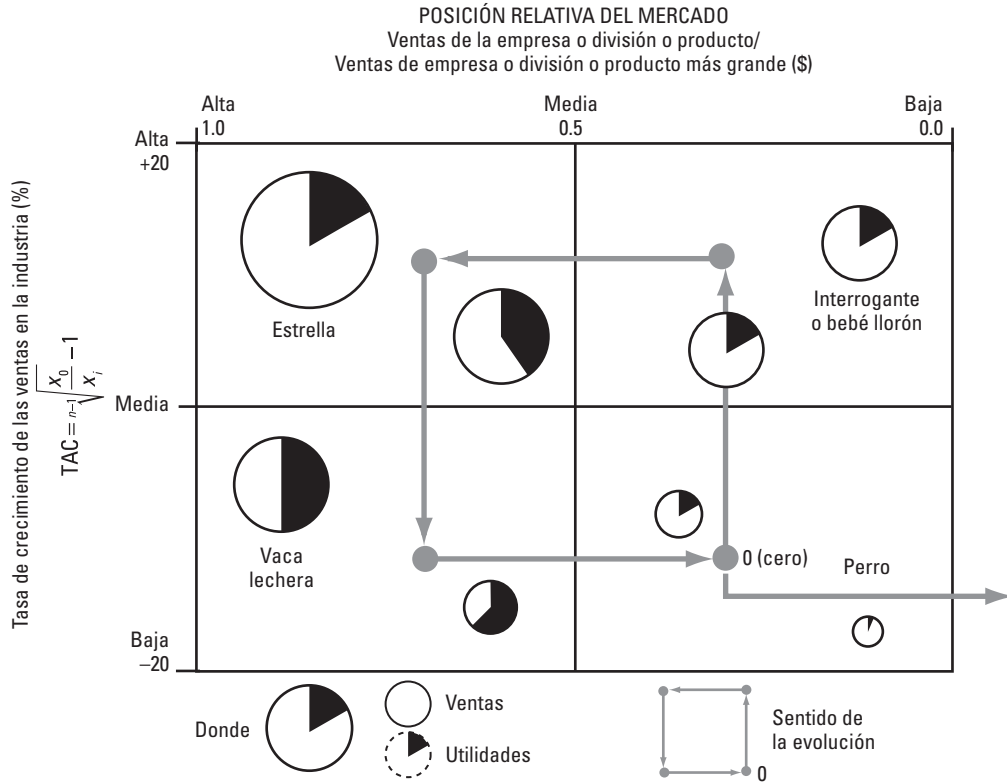 POSICIÓN RELATIVA DEL MERCADO
Ventas de la empresa o división o producto/
Ventas de empresa o división o producto más grande ($)
Alta
1.0
Media
0.5
Baja
0.0
Alta
+20
Media
Baja
–20
Tasa de crecimiento de las ventas en la industria (%)
TAC = n–1√ x0 / xi – 1
Estrella
Interrogante
o bebé llorón
Vaca
lechera
0 (cero)
Perro
Donde
Ventas
Utilidades
Sentido de
la evolución
0